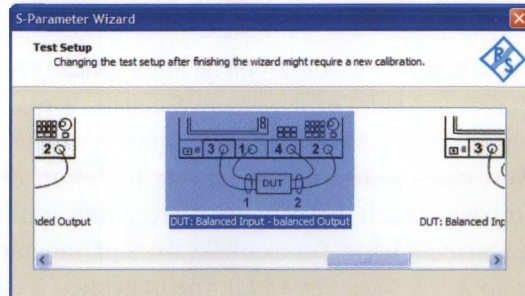 S-Parameter Wizard
Test Setup
Changing the test setup after finishing the wizard might require a new calibration.
R S
2
3 1 4 2
3
DUT
1 2
nded Output
DUT: Balanced Input - balanced Output
DUT: Balanced Inp